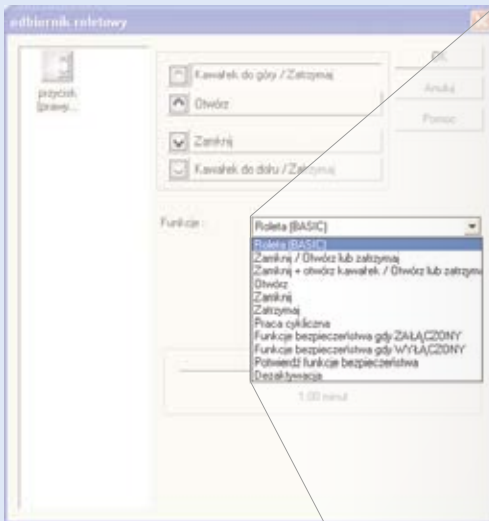 odbiornik roletowy
przycisk
(prawy...
Kawałek do góry / Zatrzymaj
Otwórz
Zamknij
Kawałek do dołu / Zatrzymaj
OK
Anuluj
Pomoc
Funkcje:
Roleta (BASIC)
Roleta (BASIC)
Zamknij / Otwórz lub zatrzymaj
Zamknij + otwórz kawałek / Otwórz lub zatrzym
Otwórz
Zamknij
Zatrzymaj
Praca cykliczna
Funkcje bezpieczeństwa gdy ZAŁĄCZONY
Funkcje bezpieczeństwa gdy WYŁĄCZONY
Potwierdź funkcje bezpieczeństwa
Dezaktywacja
1.00 minut